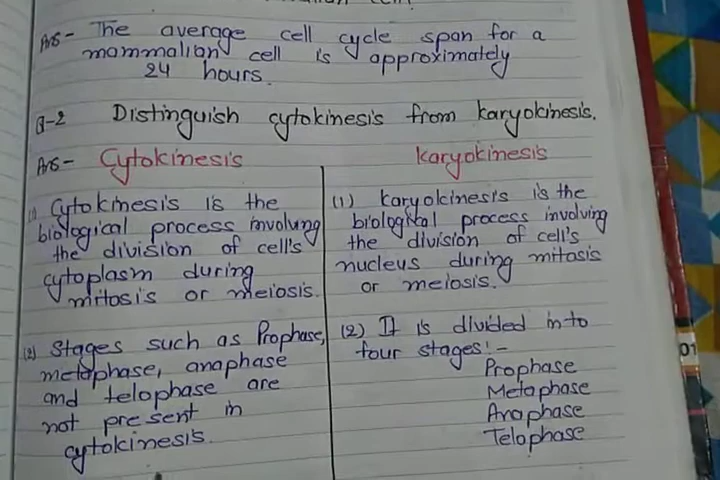 Ans- The average cell cycle span for a
mammalian cell is approximately
24 hours.
Q-2 Distinguish cytokinesis from karyokinesis.
Ans- Cytokinesis
(1) Cytokinesis is the
biological process involving
the division of cell's
cytoplasm during
mitosis or meiosis.
(2) Stages such as Prophase,
metaphase, anaphase
and telophase are
not present in
cytokinesis.
Karyokinesis
(1) Karyokinesis is the
biological process involving
the division of cell's
nucleus during mitosis
or meiosis.
(2) It is divided into
four stages:-
Prophase
Metaphase
Anaphase
Telophase
01